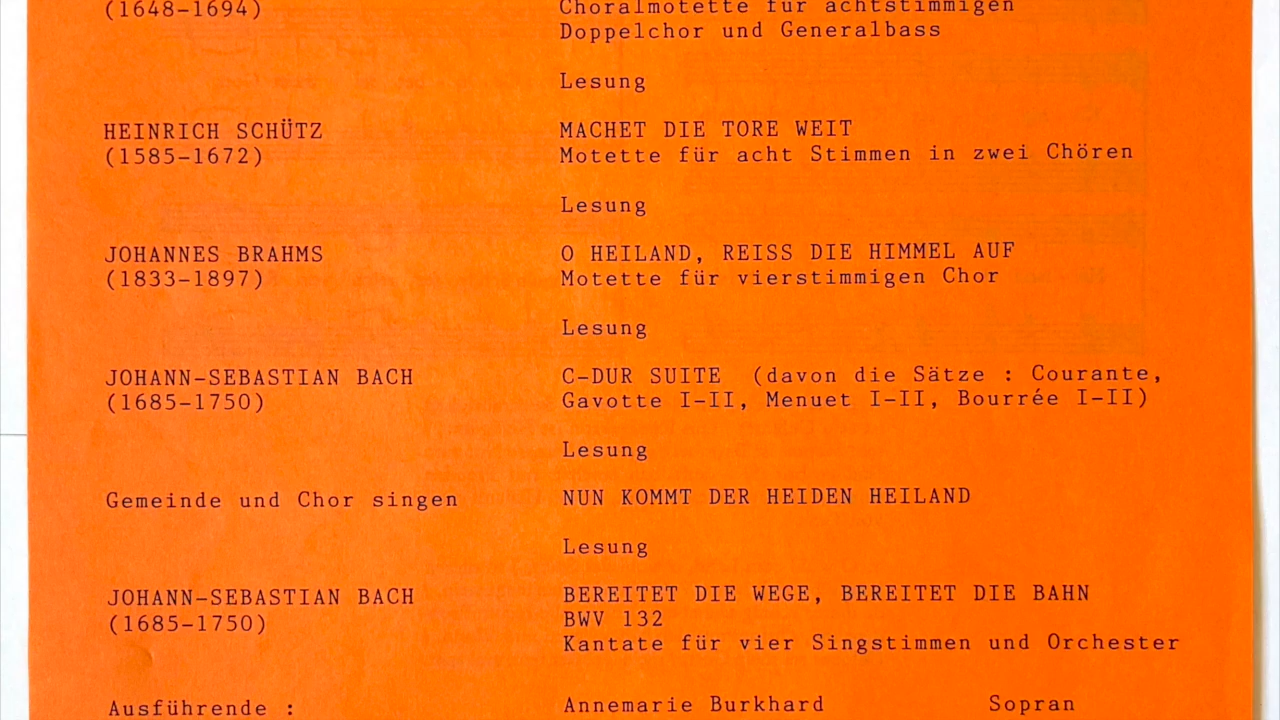 (1648-1694) Choralmotette für achtstimmigen
Doppelchor und Generalbass
Lesung
HEINRICH SCHÜTZ MACHET DIE TORE WEIT
(1585-1672) Motette für acht Stimmen in zwei Chören
Lesung
JOHANNES BRAHMS O HEILAND, REISS DIE HIMMEL AUF
(1833-1897) Motette für vierstimmigen Chor
Lesung
JOHANN-SEBASTIAN BACH C-DUR SUITE (davon die Sätze : Courante,
(1685-1750) Gavotte I-II, Menuet I-II, Bourrée I-II)
Lesung
Gemeinde und Chor singen NUN KOMMT DER HEIDEN HEILAND
Lesung
JOHANN-SEBASTIAN BACH BEREITET DIE WEGE, BEREITET DIE BAHN
(1685-1750) BWV 132
Kantate für vier Singstimmen und Orchester
Ausführende : Annemarie Burkhard Sopran